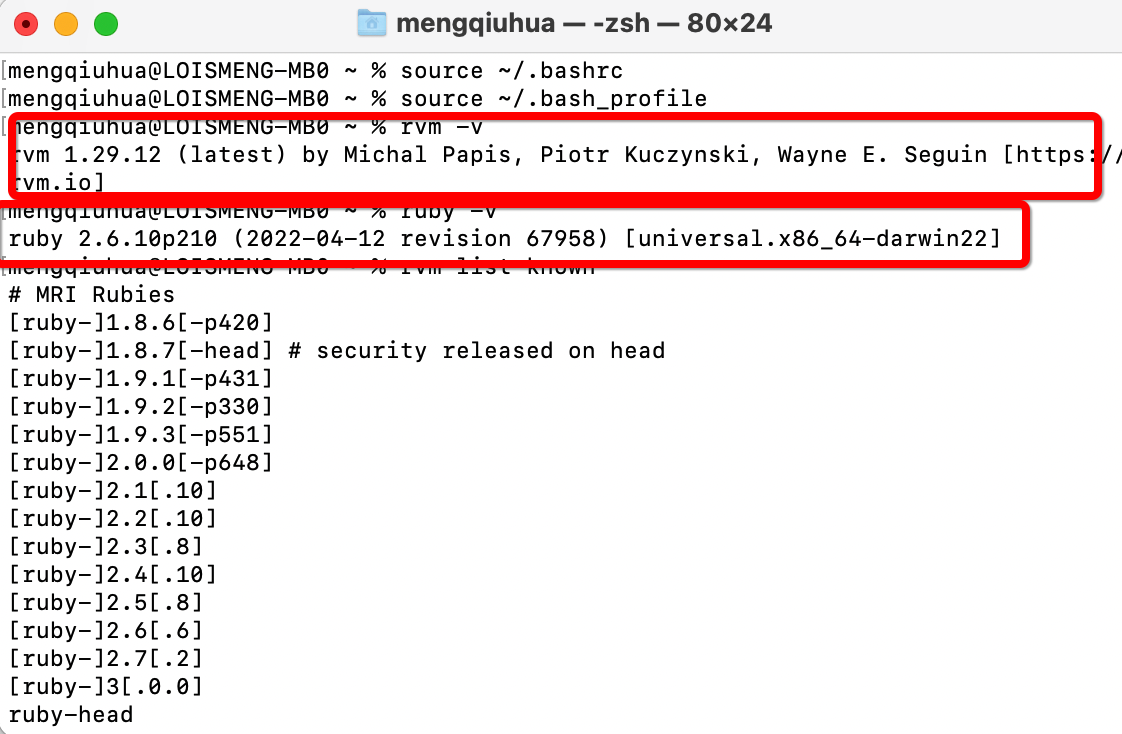 mengqiuhua — -zsh — 80×24
[mengqiuhua@LOISMENG-MB0 ~ % source ~/.bashrc
[mengqiuhua@LOISMENG-MB0 ~ % source ~/.bash_profile
[mengqiuhua@LOISMENG-MB0 ~ % rvm -v
rvm 1.29.12 (latest) by Michal Papis, Piotr Kuczynski, Wayne E. Seguin [https://
rvm.io]
[mengqiuhua@LOISMENG-MB0 ~ % ruby -v
ruby 2.6.10p210 (2022-04-12 revision 67958) [universal.x86_64-darwin22]
[mengqiuhua@LOISMENG-MB0 ~ % rvm list known
# MRI Rubies
[ruby-]1.8.6[-p420]
[ruby-]1.8.7[-head] # security released on head
[ruby-]1.9.1[-p431]
[ruby-]1.9.2[-p330]
[ruby-]1.9.3[-p551]
[ruby-]2.0.0[-p648]
[ruby-]2.1[.10]
[ruby-]2.2[.10]
[ruby-]2.3[.8]
[ruby-]2.4[.10]
[ruby-]2.5[.8]
[ruby-]2.6[.6]
[ruby-]2.7[.2]
[ruby-]3[.0.0]
ruby-head